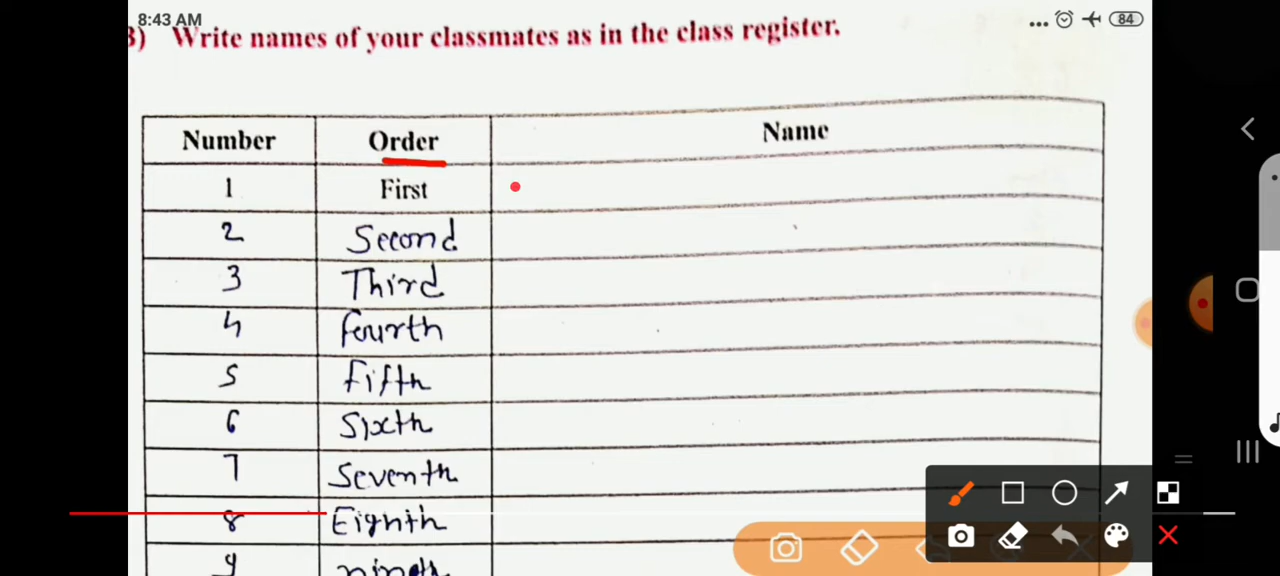 8:43 AM
84
3) Write names of your classmates as in the class register.
Number Order Name
1 First
2 Second
3 Third
4 fourth
5 fifth
6 Sixth
7 Seventh
8 Eighth
9 nineth